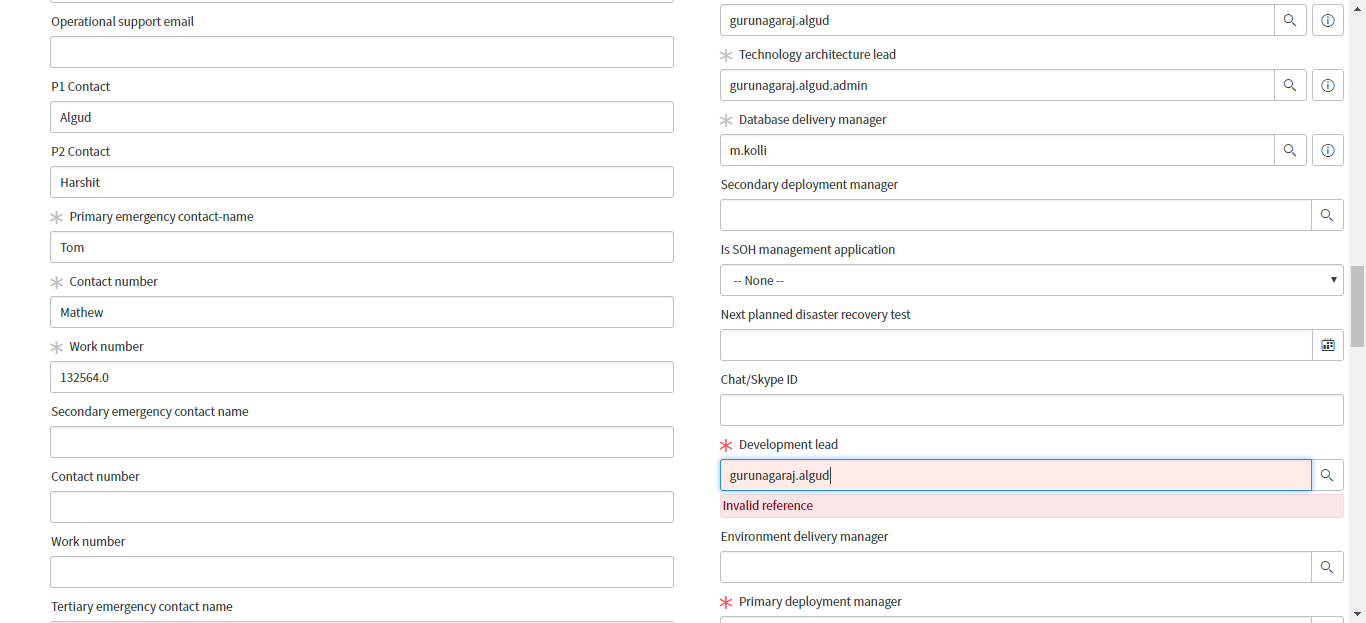 Operational support email
P1 Contact
Algud
P2 Contact
Harshit
Primary emergency contact-name
Tom
Contact number
Mathew
Work number
132564.0
Secondary emergency contact name
Contact number
Work number
Tertiary emergency contact name
gurunagaraj.algud
Technology architecture lead
gurunagaraj.algud.admin
Database delivery manager
m.kolli
Secondary deployment manager
Is SOH management application
-- None --
Next planned disaster recovery test
Chat/Skype ID
Development lead
gurunagaraj.algud
Invalid reference
Environment delivery manager
Primary deployment manager